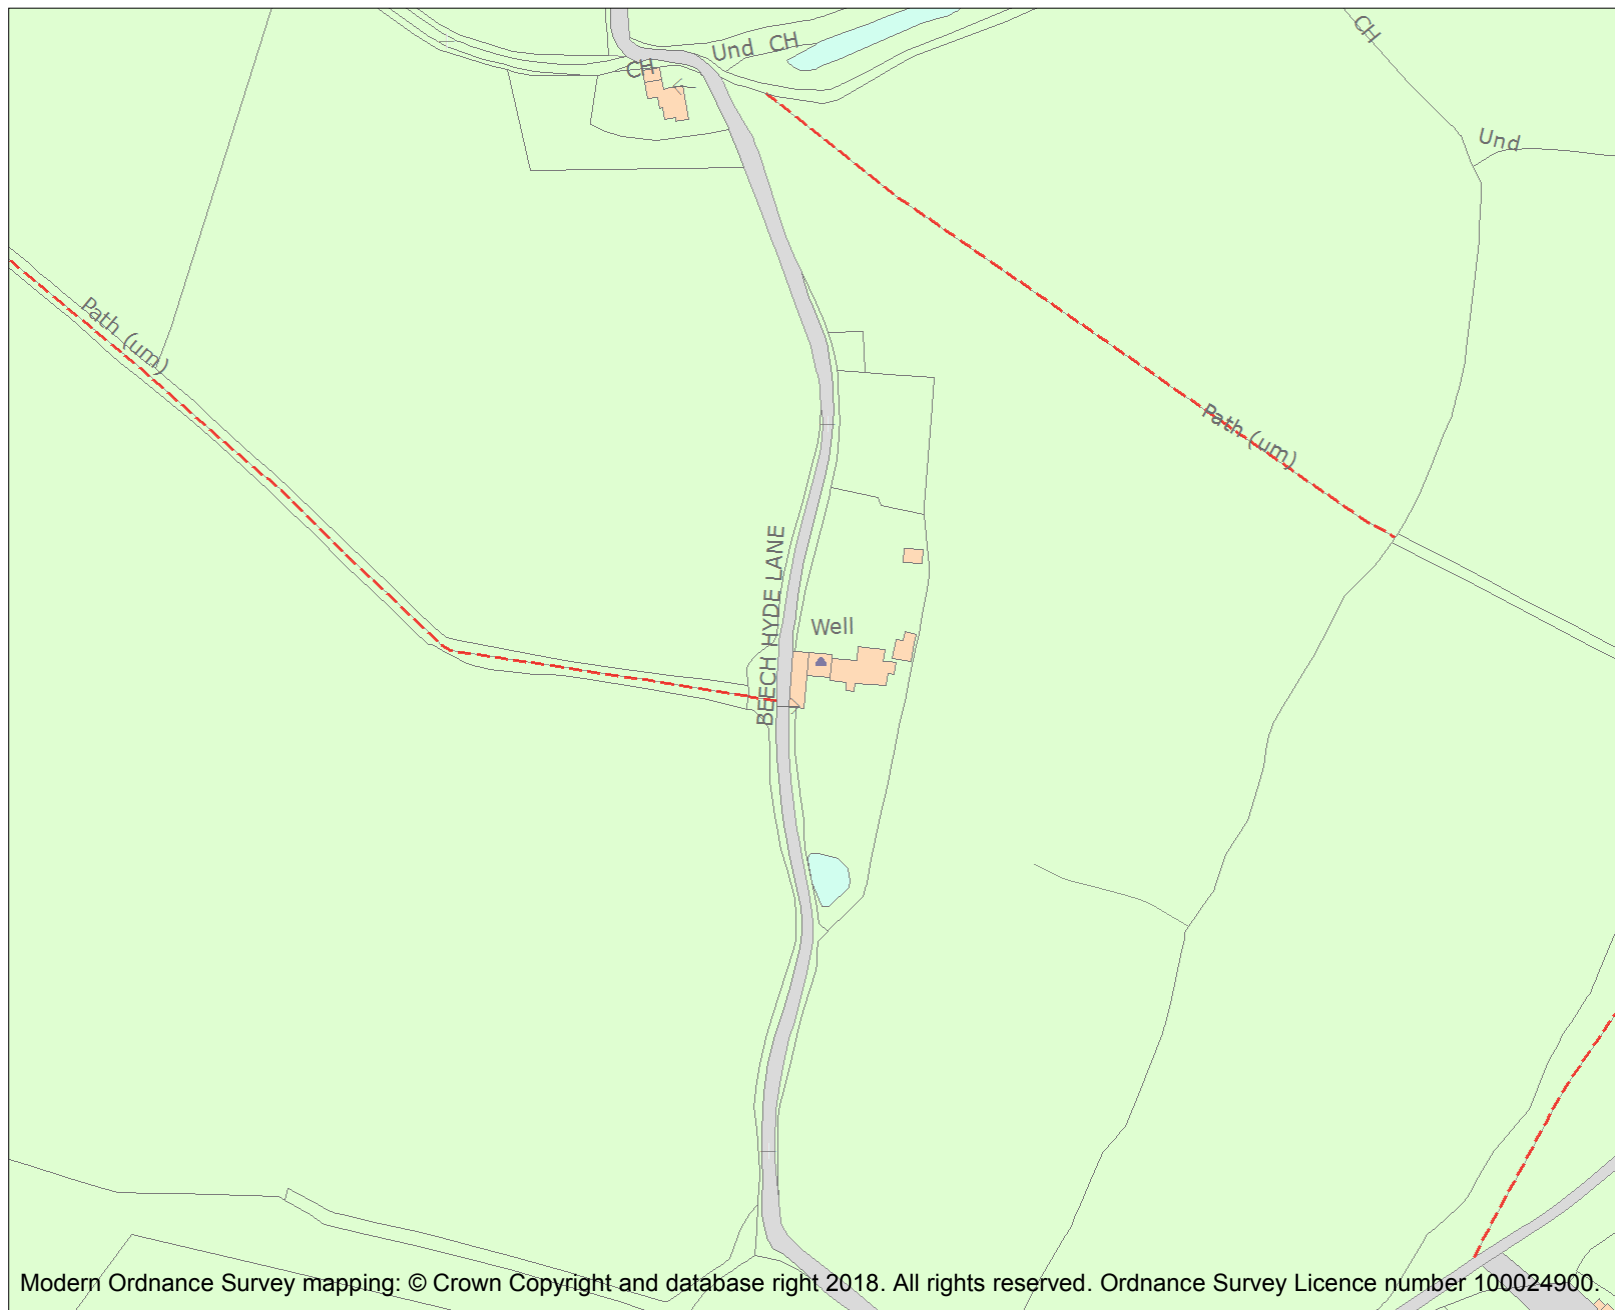 CH
Und CH
CH
Und
Path (um)
Path (um)
BEECH HYDE LANE
Well
Modern Ordnance Survey mapping: © Crown Copyright and database right 2018. All rights reserved. Ordnance Survey Licence number 100024900.